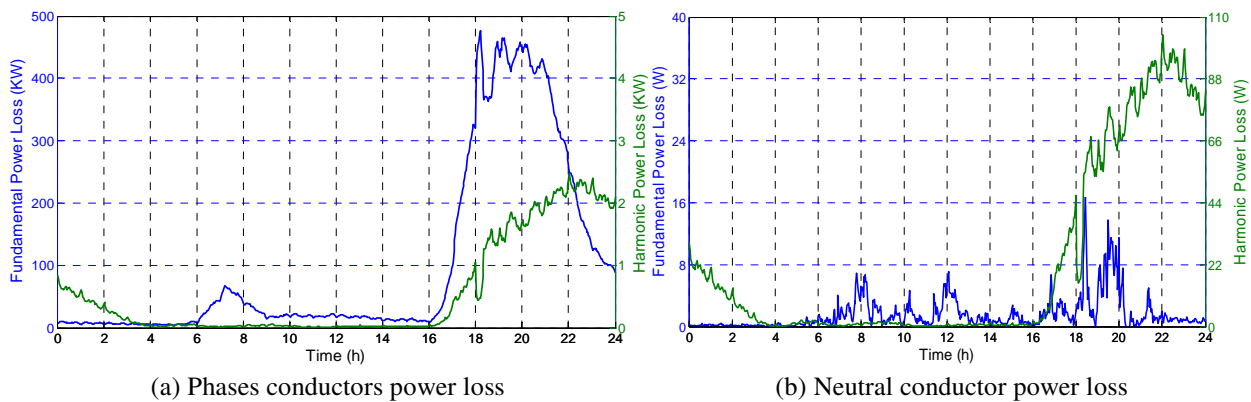 Fundamental Power Loss (KW)
500
400
300
200
100
0
0 2 4 6 8 10 12 14 16 18 20 22 24
Time (h)
5
4
3
2
1
0
Harmonic Power Loss (KW)
(a) Phases conductors power loss
Fundamental Power Loss (W)
40
32
24
16
8
0
0 2 4 6 8 10 12 14 16 18 20 22 24
Time (h)
110
88
66
44
22
0
Harmonic Power Loss (W)
(b) Neutral conductor power loss